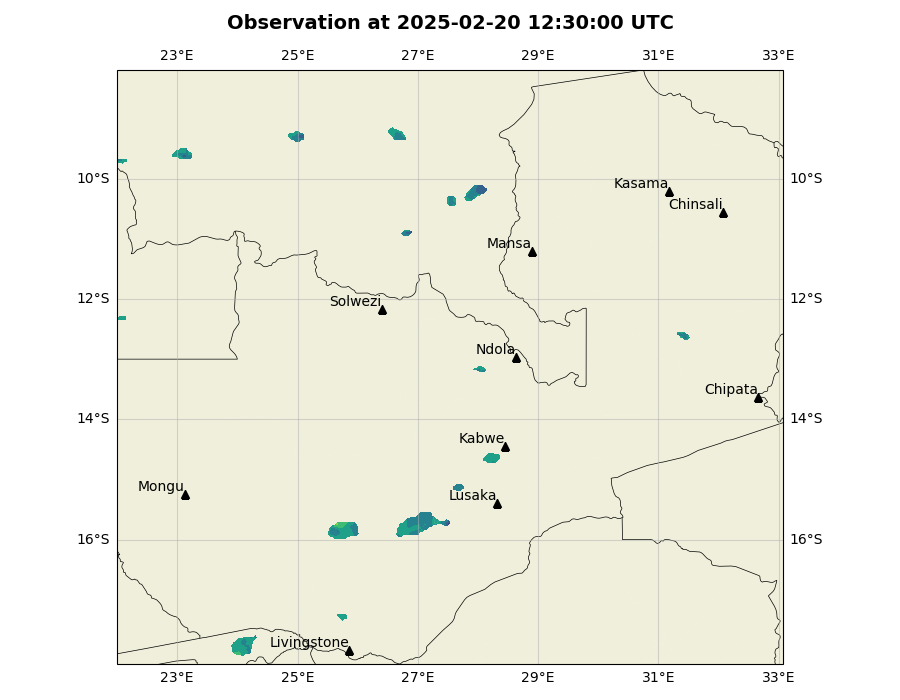 Observation at 2025-02-20 12:30:00 UTC
23°E 25°E 27°E 29°E 31°E 33°E
10°S 10°S
Kasama
Chinsali
Mansa
12°S 12°S
Solwezi
Ndola
Chipata
14°S 14°S
Kabwe
Mongu
Lusaka
16°S 16°S
Livingstone
23°E 25°E 27°E 29°E 31°E 33°E